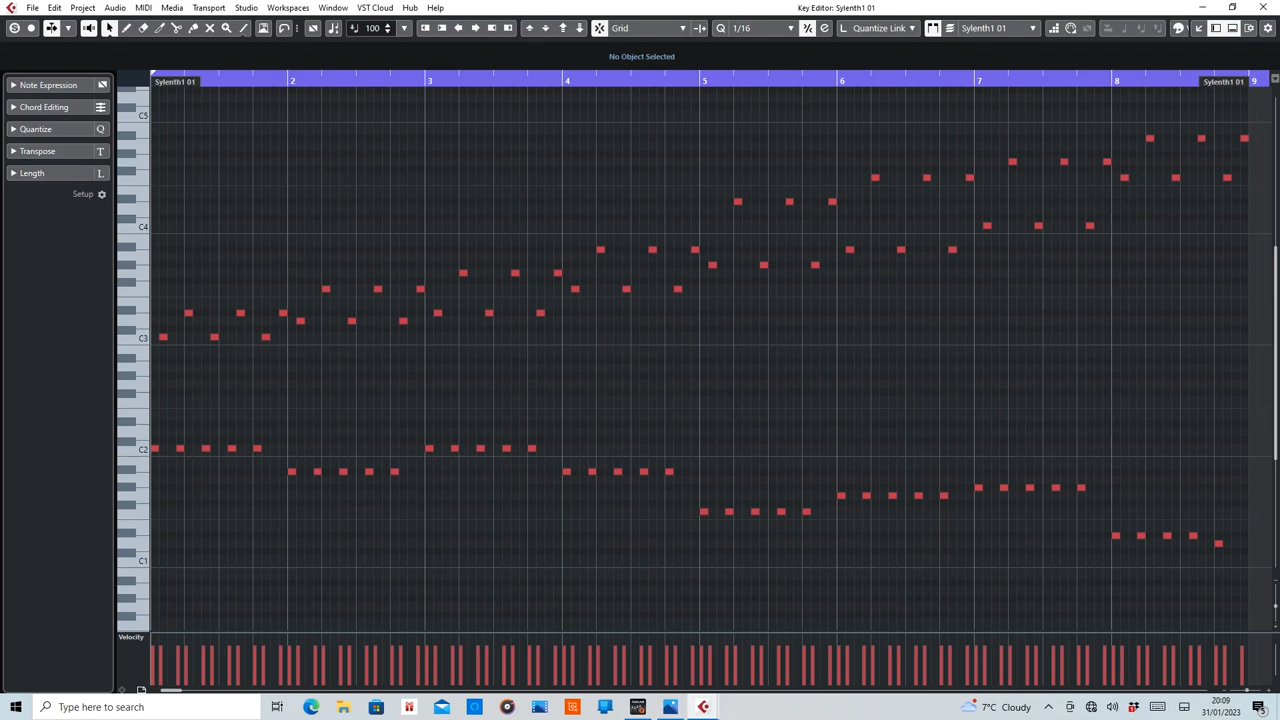 Key Editor: Sylenth1 01
File Edit Project Audio MIDI Media Transport Studio Workspaces Window VST Cloud Hub Help
100 Grid 1/16 Quantize Link Sylenth1 01
No Object Selected
2 3 4 5 6 7 8 9
Sylenth1 01 Sylenth1 01
Note Expression
Chord Editing
Quantize Q
Transpose T
Length L
Setup
C5
C4
C3
C2
C1
Velocity
Type here to search
7°C Cloudy
20:09
31/01/2023